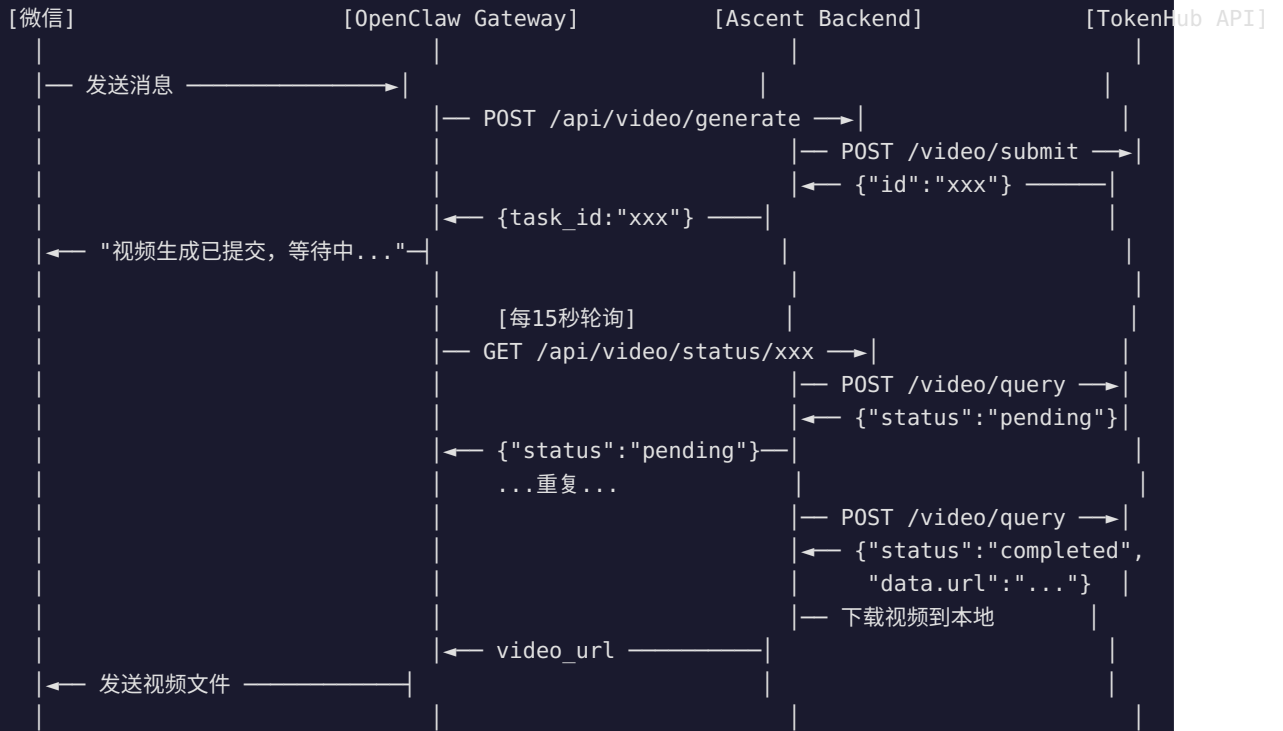 [微信] [OpenClaw Gateway] [Ascent Backend] [TokenHub API]
发送消息
POST /api/video/generate
POST /video/submit
{"id":"xxx"}
{task_id:"xxx"}
"视频生成已提交，等待中..."
[每15秒轮询]
GET /api/video/status/xxx
POST /video/query
{"status":"pending"}
{"status":"pending"}
...重复...
POST /video/query
{"status":"completed",
"data.url":"..."}
下载视频到本地
video_url
发送视频文件